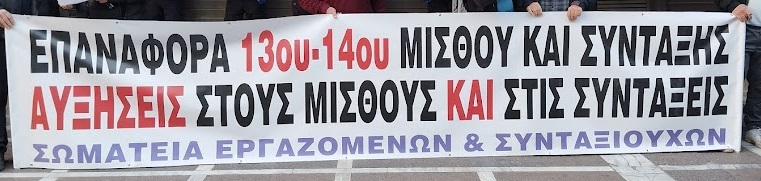 ΕΠΑΝΑΦΟΡΑ 13ου-14ου ΜΙΣΘΟΥ ΚΑΙ ΣΥΝΤΑΞΗΣ
ΑΥΞΗΣΕΙΣ ΣΤΟΥΣ ΜΙΣΘΟΥΣ ΚΑΙ ΣΤΙΣ ΣΥΝΤΑΞΕΙΣ
ΣΩΜΑΤΕΙΑ ΕΡΓΑΖΟΜΕΝΩΝ & ΣΥΝΤΑΞΙΟΥΧΩΝ